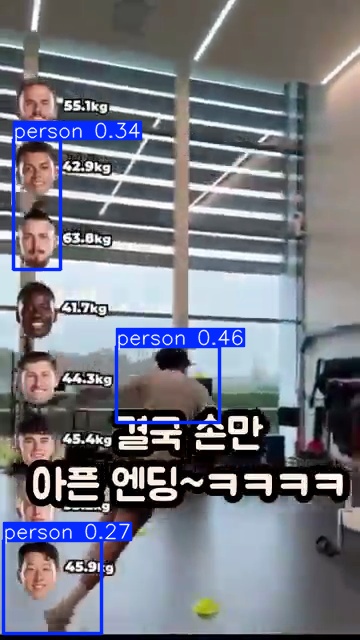 55.1kg
person 0.34
42.9kg
63.8kg
41.7kg
person 0.46
44.3kg
결국 손만
45.4kg
아픈 엔딩~ㅋㅋㅋㅋ
person 0.27
45.9kg